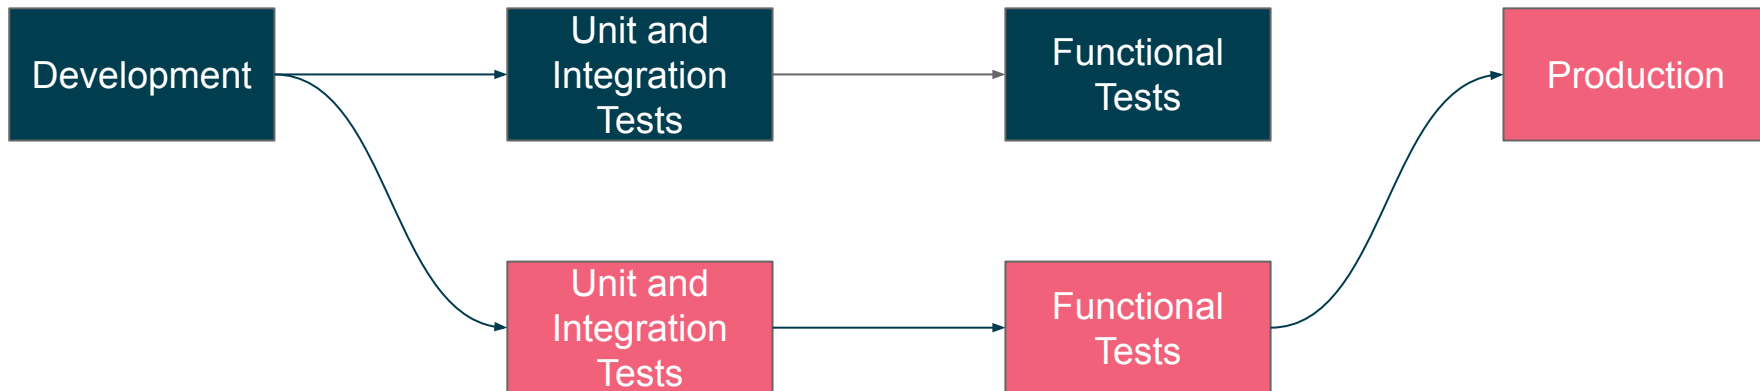 Development
Unit and
Integration
Tests
Functional
Tests
Production
Unit and
Integration
Tests
Functional
Tests